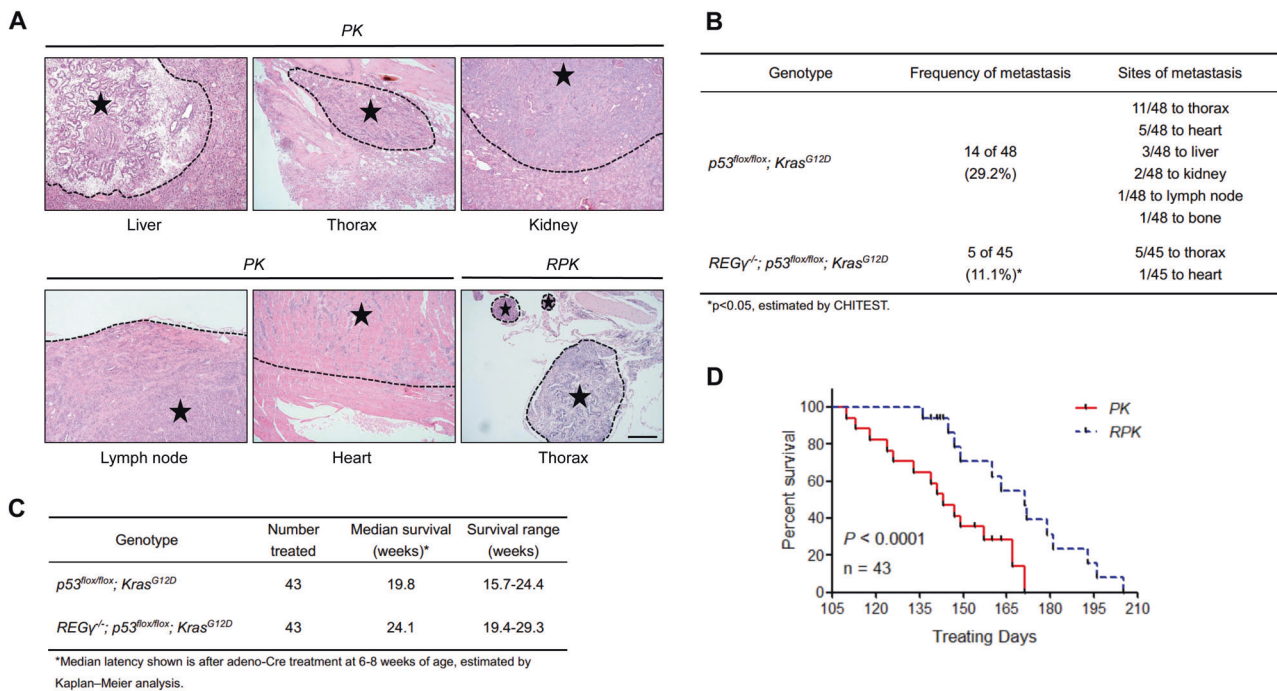 A
PK
Liver
Thorax
Kidney
PK
RPK
Lymph node
Heart
Thorax
B
Genotype
Frequency of metastasis
Sites of metastasis
p53flox/flox; KrasG12D
14 of 48
(29.2%)
11/48 to thorax
5/48 to heart
3/48 to liver
2/48 to kidney
1/48 to lymph node
1/48 to bone
REGγ-/-; p53flox/flox; KrasG12D
5 of 45
(11.1%)*
5/45 to thorax
1/45 to heart
*p<0.05, estimated by CHITEST.
C
Genotype
Number
treated
Median survival
(weeks)*
Survival range
(weeks)
p53flox/flox; KrasG12D
43
19.8
15.7-24.4
REGγ-/-; p53flox/flox; KrasG12D
43
24.1
19.4-29.3
*Median latency shown is after adeno-Cre treatment at 6-8 weeks of age, estimated by
Kaplan–Meier analysis.
D
PK
RPK
Percent survival
100
80
60
40
20
0
P < 0.0001
n = 43
105 120 135 150 165 180 195 210
Treating Days